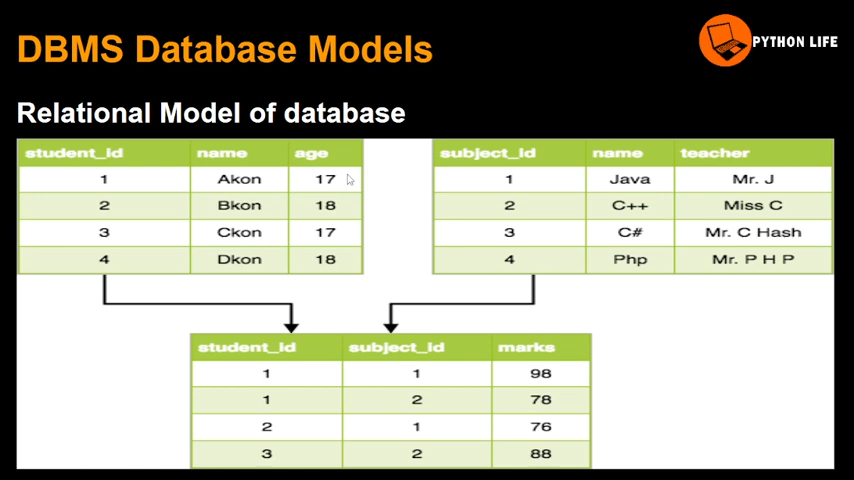 DBMS Database Models
PYTHON LIFE
Relational Model of database
student_id name age
1 Akon 17
2 Bkon 18
3 Ckon 17
4 Dkon 18
subject_id name teacher
1 Java Mr. J
2 C++ Miss C
3 C# Mr. C Hash
4 Php Mr. P H P
student_id subject_id marks
1 1 98
1 2 78
2 1 76
3 2 88